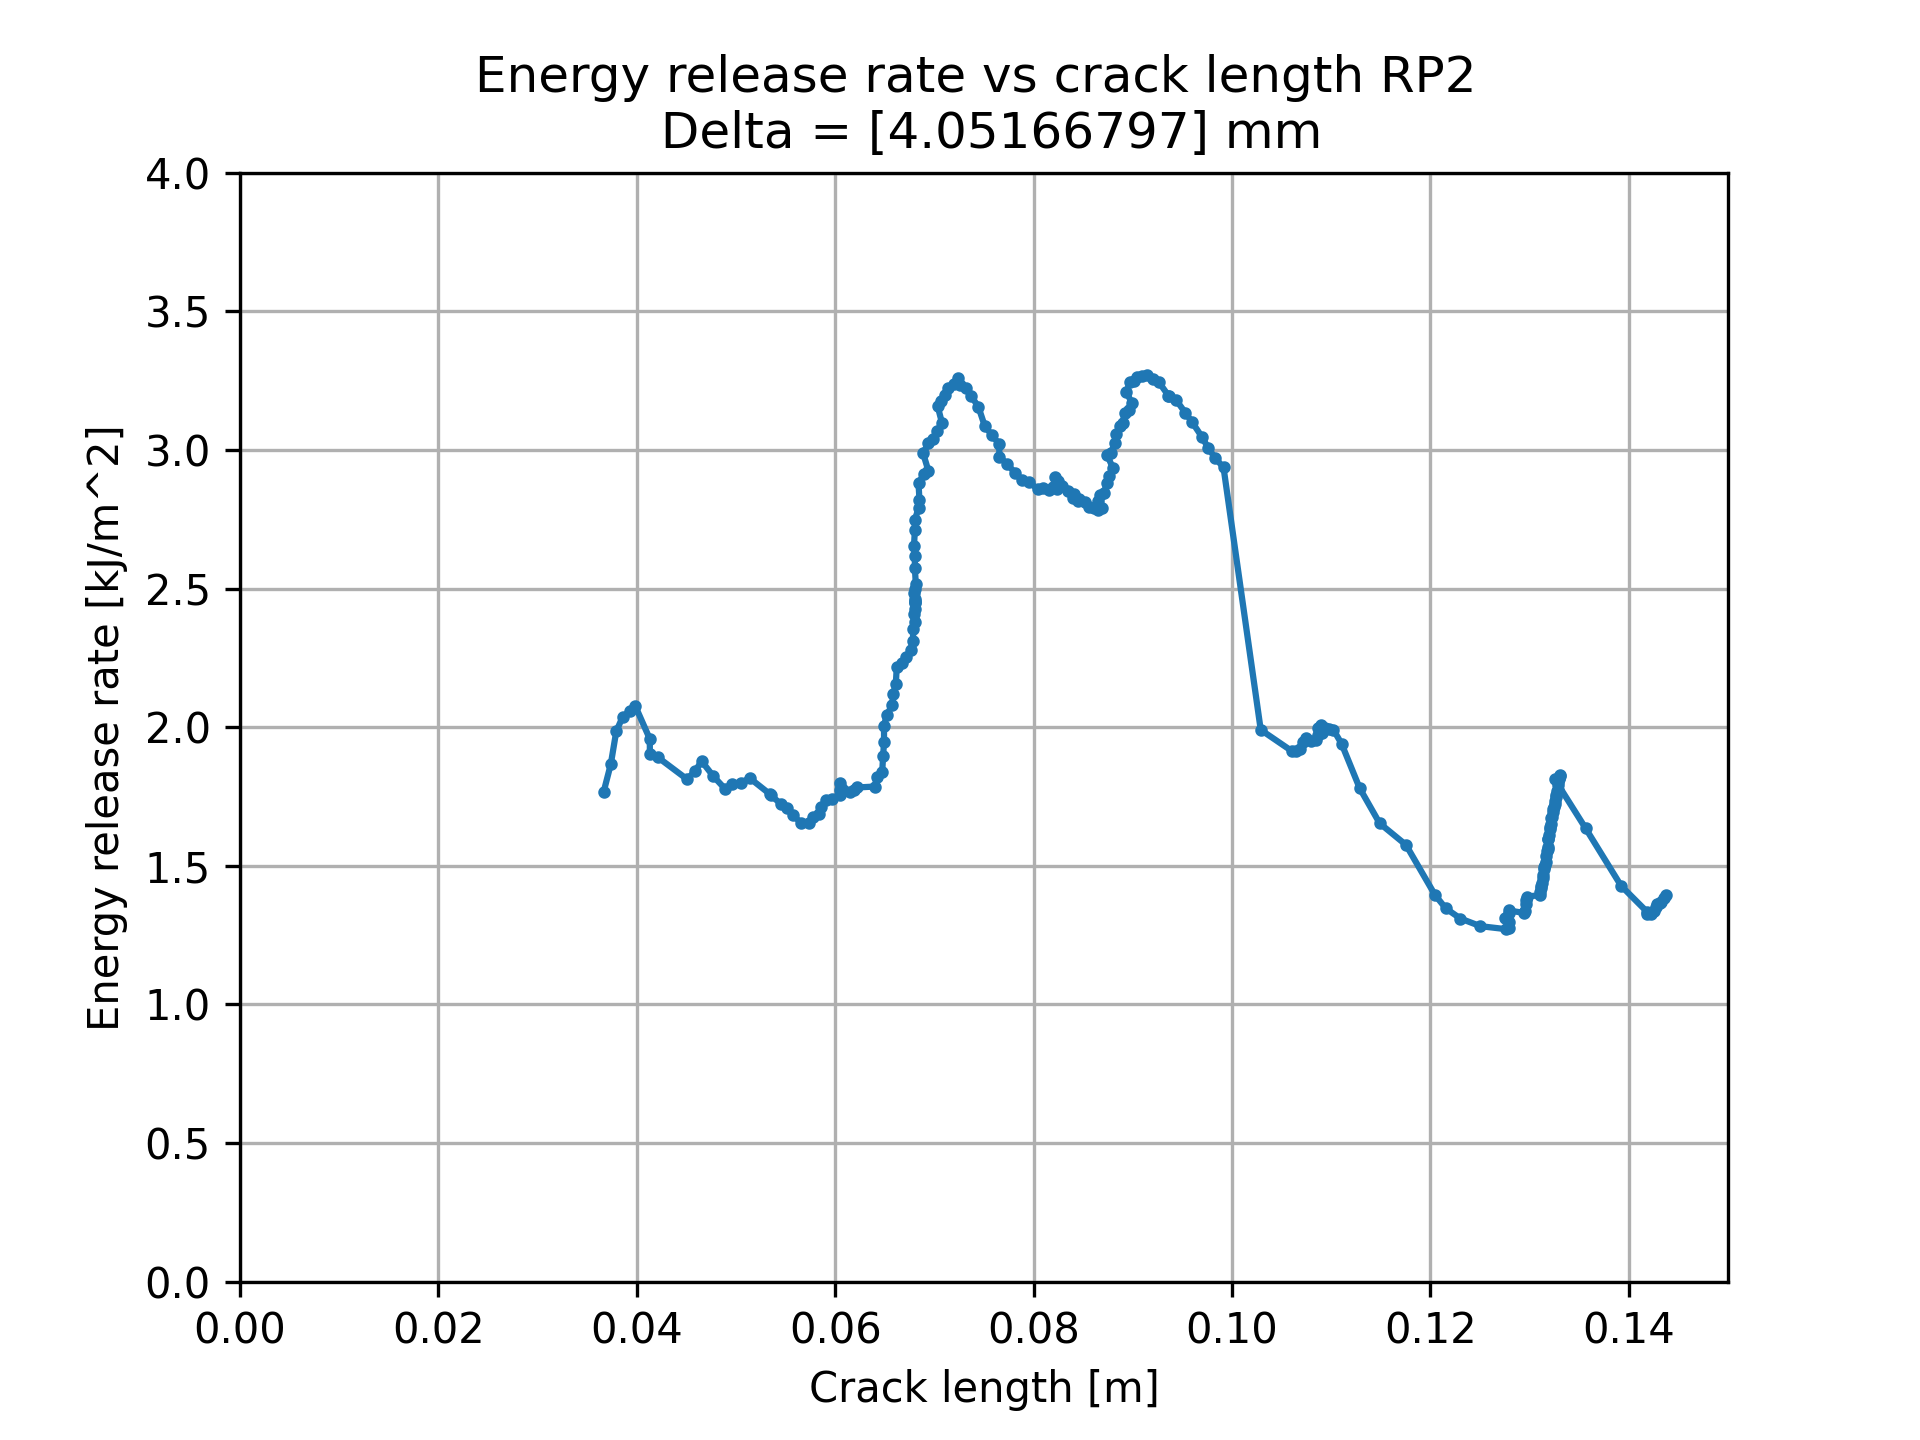 Energy release rate vs crack length RP2
Delta = [4.05166797] mm
Energy release rate [kJ/m^2]
4.0
3.5
3.0
2.5
2.0
1.5
1.0
0.5
0.0
0.00 0.02 0.04 0.06 0.08 0.10 0.12 0.14
Crack length [m]